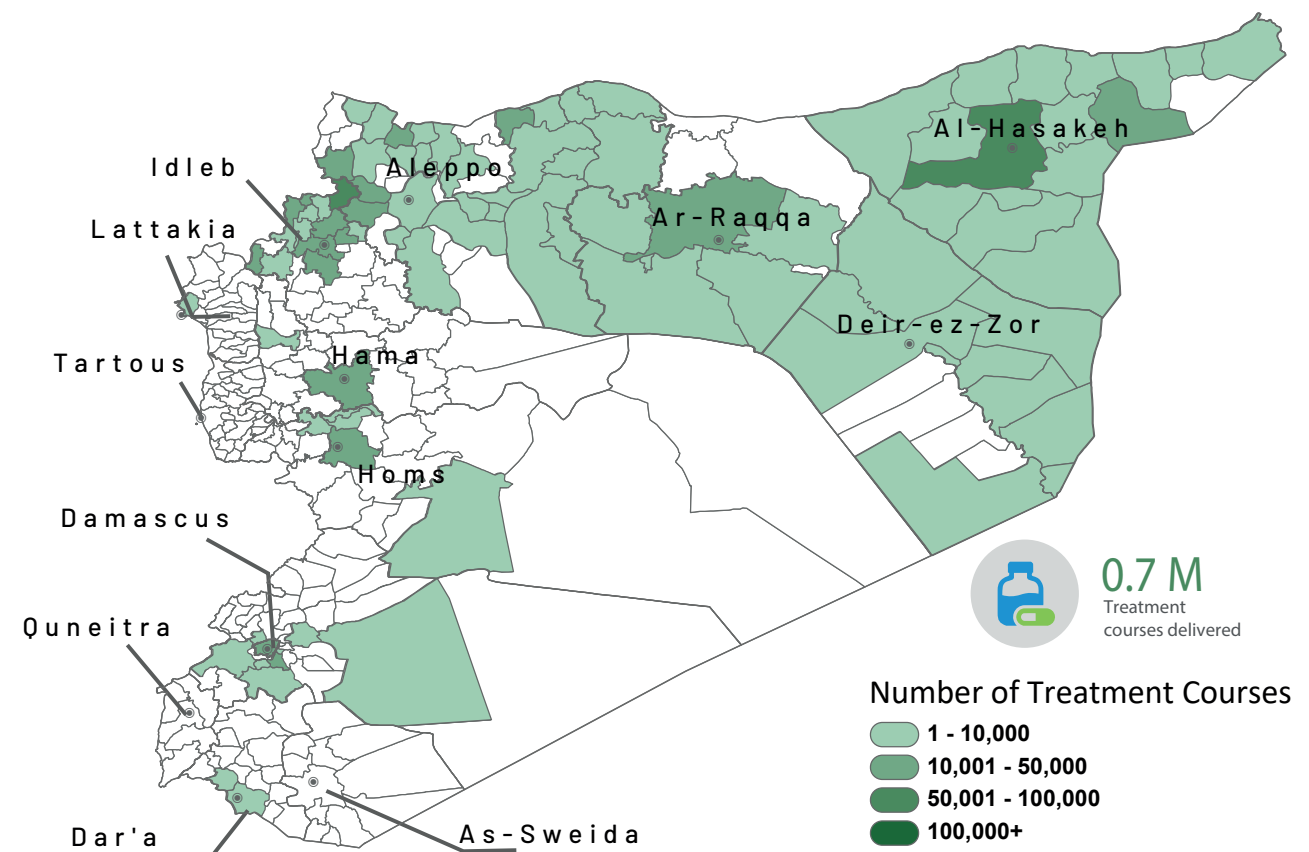 Al-Hasakeh
Idleb
Aleppo
Lattakia
Ar-Raqqa
Deir-ez-Zor
Tartous
Hama
Homs
Damascus
0.7 M
Treatment
courses delivered
Quneitra
Number of Treatment Courses
1 - 10,000
10,001 - 50,000
50,001 - 100,000
100,000+
Dar'a
As-Sweida